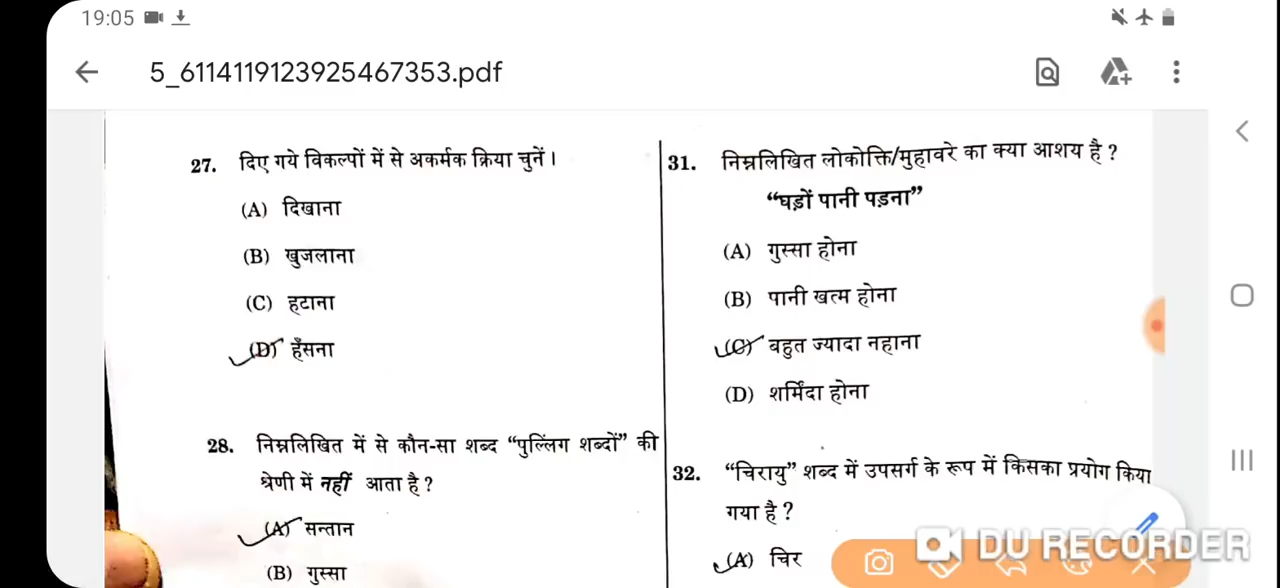 19:05
5_6114119123925467353.pdf
27. दिए गये विकल्पों में से अकर्मक क्रिया चुनें।
(A) दिखाना
(B) खुजलाना
(C) हटाना
(D) हँसना
28. निम्नलिखित में से कौन-सा शब्द “पुल्लिंग शब्दों” की
श्रेणी में नहीं आता है ?
(A) सन्तान
(B) गुस्सा
31. निम्नलिखित लोकोक्ति/मुहावरे का क्या आशय है ?
“घड़ों पानी पड़ना”
(A) गुस्सा होना
(B) पानी खत्म होना
(C) बहुत ज्यादा नहाना
(D) शर्मिंदा होना
32. “चिरायु” शब्द में उपसर्ग के रूप में किसका प्रयोग किया
गया है ?
(A) चिर
DU RECORDER